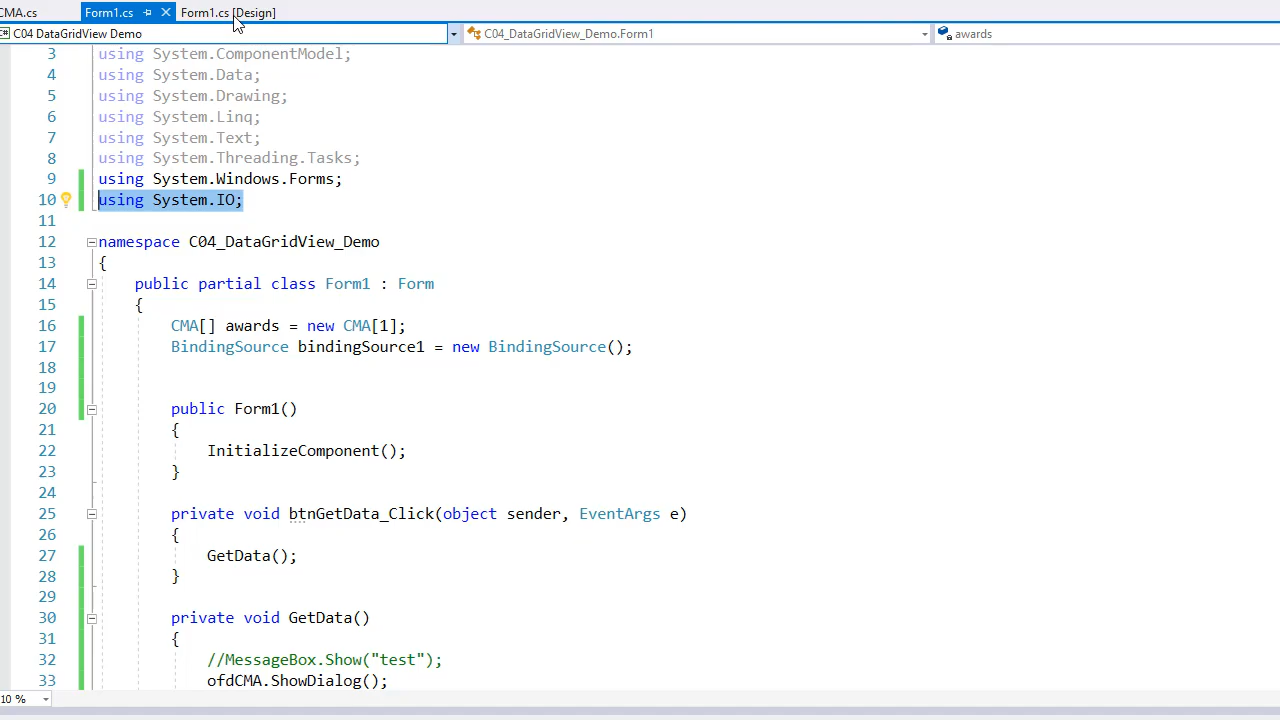 CMA.cs Form1.cs Form1.cs [Design]
C# C04 DataGridView Demo C04_DataGridView_Demo.Form1 awards
3 using System.ComponentModel;
4 using System.Data;
5 using System.Drawing;
6 using System.Linq;
7 using System.Text;
8 using System.Threading.Tasks;
9 using System.Windows.Forms;
10 using System.IO;
11
12 namespace C04_DataGridView_Demo
13 {
14 public partial class Form1 : Form
15 {
16 CMA[] awards = new CMA[1];
17 BindingSource bindingSource1 = new BindingSource();
18
19
20 public Form1()
21 {
22 InitializeComponent();
23 }
24
25 private void btnGetData_Click(object sender, EventArgs e)
26 {
27 GetData();
28 }
29
30 private void GetData()
31 {
32 //MessageBox.Show("test");
33 ofdCMA.ShowDialog();
10 %